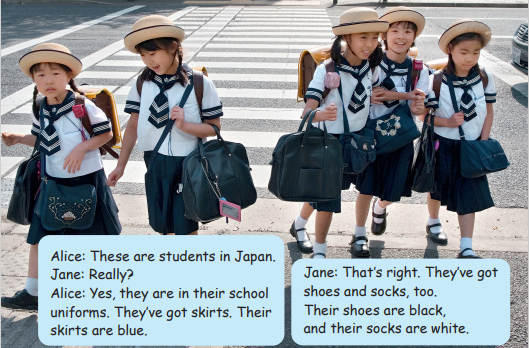 Alice: These are students in Japan.
Jane: Really?
Alice: Yes, they are in their school
uniforms. They've got skirts. Their
skirts are blue.
Jane: That's right. They've got
shoes and socks, too.
Their shoes are black,
and their socks are white.